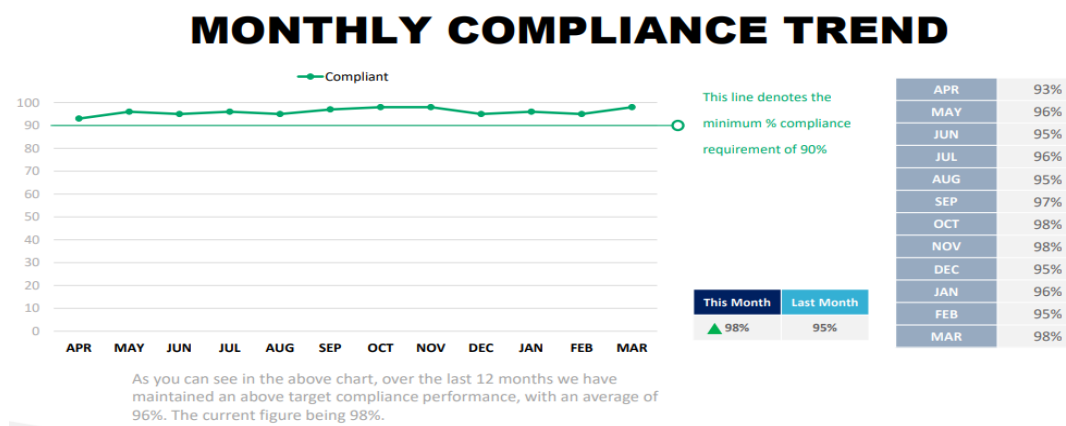 MONTHLY COMPLIANCE TREND
Compliant
100
90
80
70
60
50
40
30
20
10
0
APR MAY JUN JUL AUG SEP OCT NOV DEC JAN FEB MAR
This line denotes the
minimum % compliance
requirement of 90%
This Month Last Month
98% 95%
APR 93%
MAY 96%
JUN 95%
JUL 96%
AUG 95%
SEP 97%
OCT 98%
NOV 98%
DEC 95%
JAN 96%
FEB 95%
MAR 98%
As you can see in the above chart, over the last 12 months we have
maintained an above target compliance performance, with an average of
96%. The current figure being 98%.